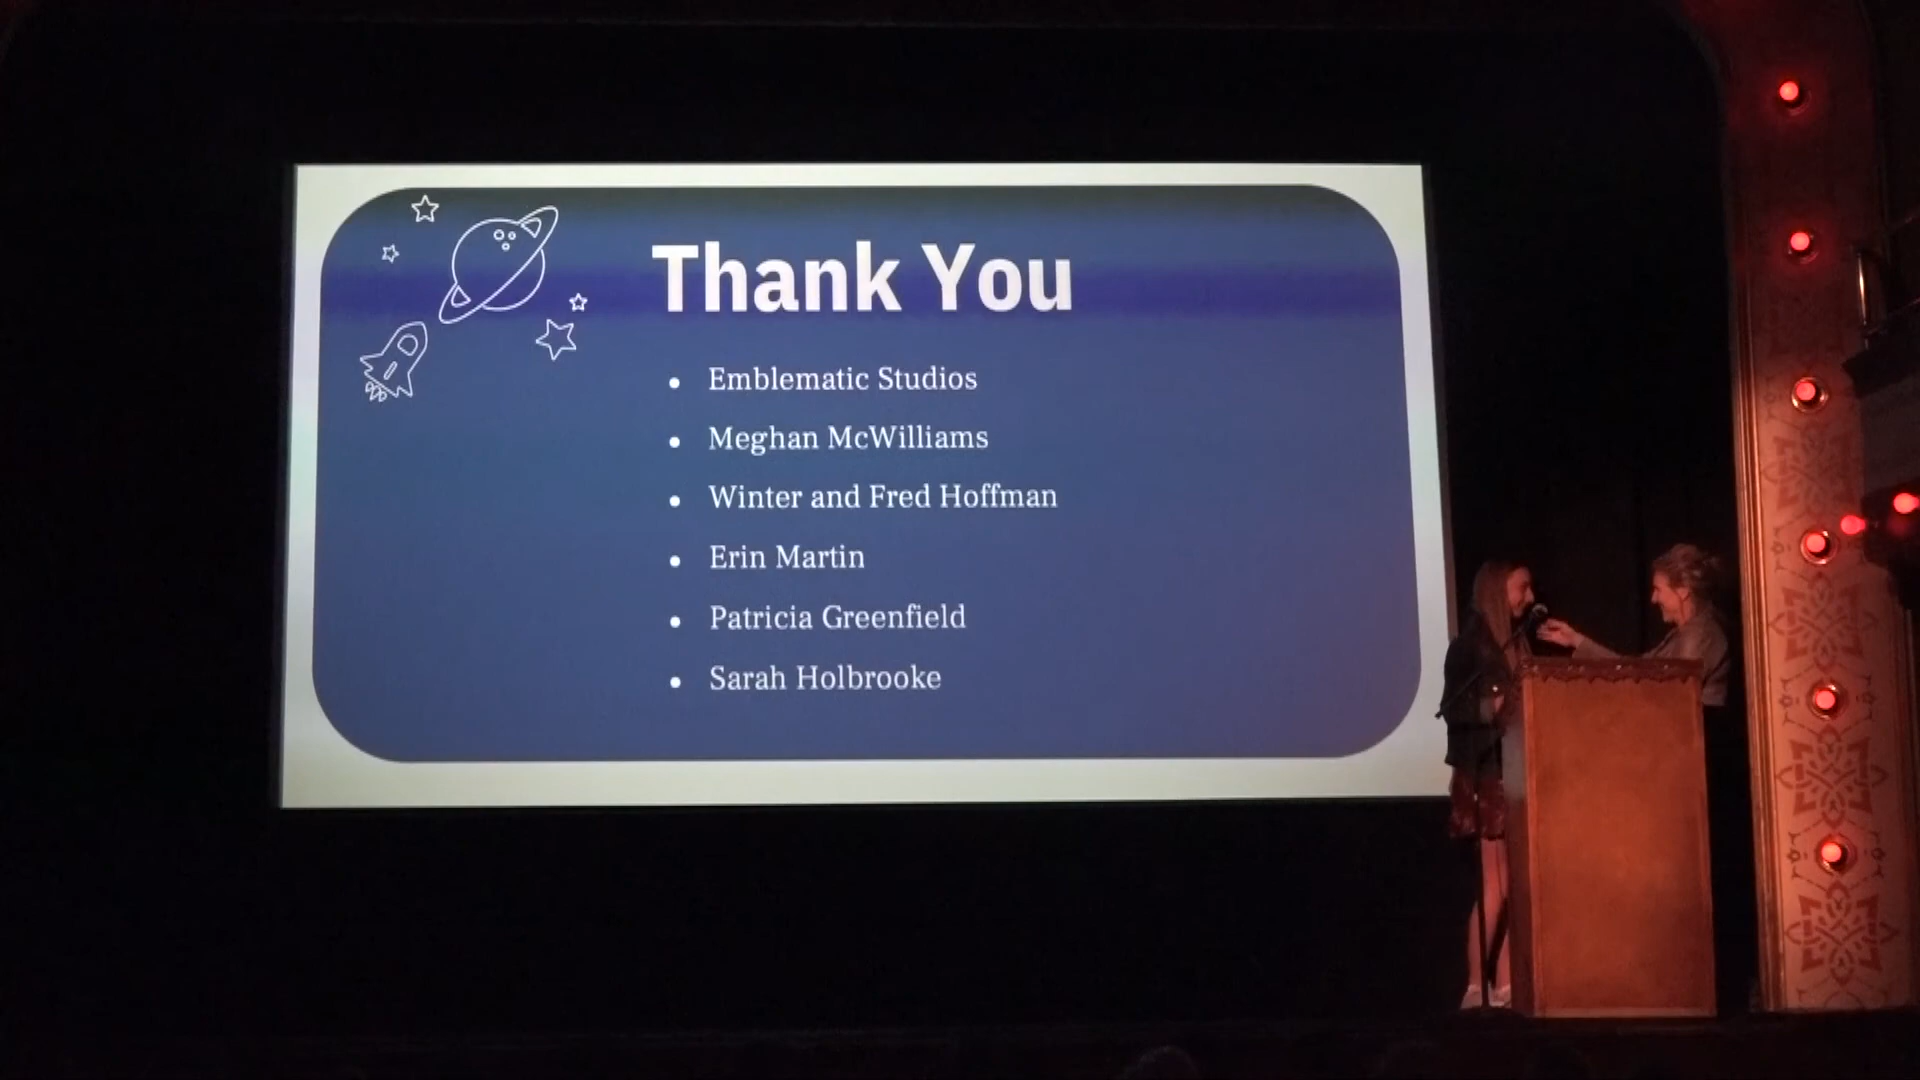 Thank You
Emblematic Studios
Meghan McWilliams
Winter and Fred Hoffman
Erin Martin
Patricia Greenfield
Sarah Holbrooke